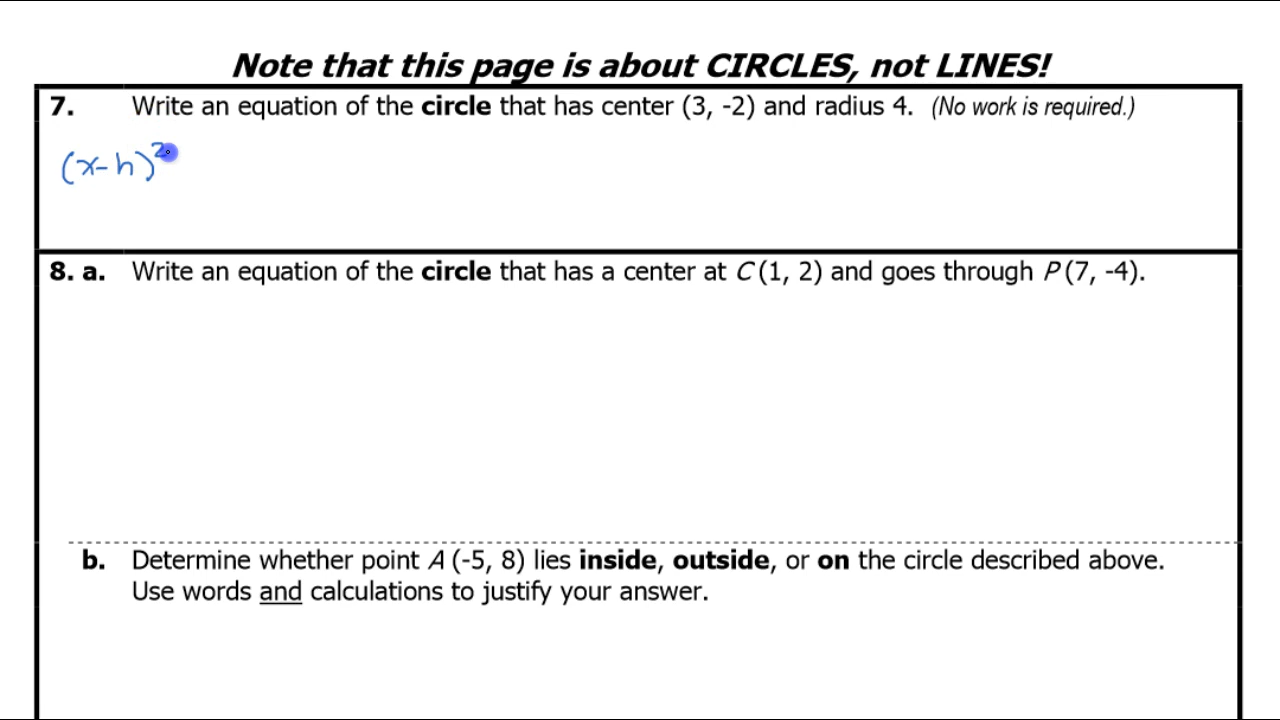 Note that this page is about CIRCLES, not LINES!
7. Write an equation of the circle that has center (3, -2) and radius 4. (No work is required.)
(x-h)²
8. a. Write an equation of the circle that has a center at C(1, 2) and goes through P(7, -4).
b. Determine whether point A(-5, 8) lies inside, outside, or on the circle described above.
Use words and calculations to justify your answer.